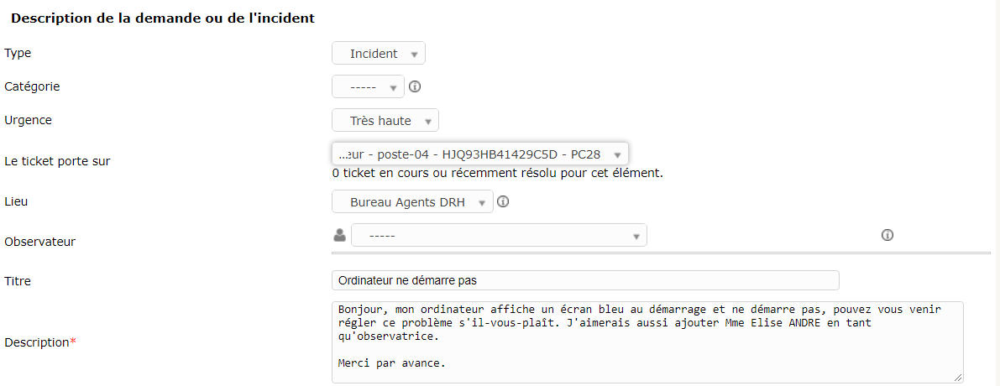 Description de la demande ou de l'incident
Type Incident
Catégorie -----
Urgence Très haute
Le ticket porte sur ...eur - poste-04 - HJQ93HB41429C5D - PC28
0 ticket en cours ou récemment résolu pour cet élément.
Lieu Bureau Agents DRH
Observateur -----
Titre Ordinateur ne démarre pas
Description*
Bonjour, mon ordinateur affiche un écran bleu au démarrage et ne démarre pas, pouvez vous venir
régler ce problème s'il-vous-plaît. J'aimerais aussi ajouter Mme Elise ANDRE en tant
qu'observatrice.
Merci par avance.